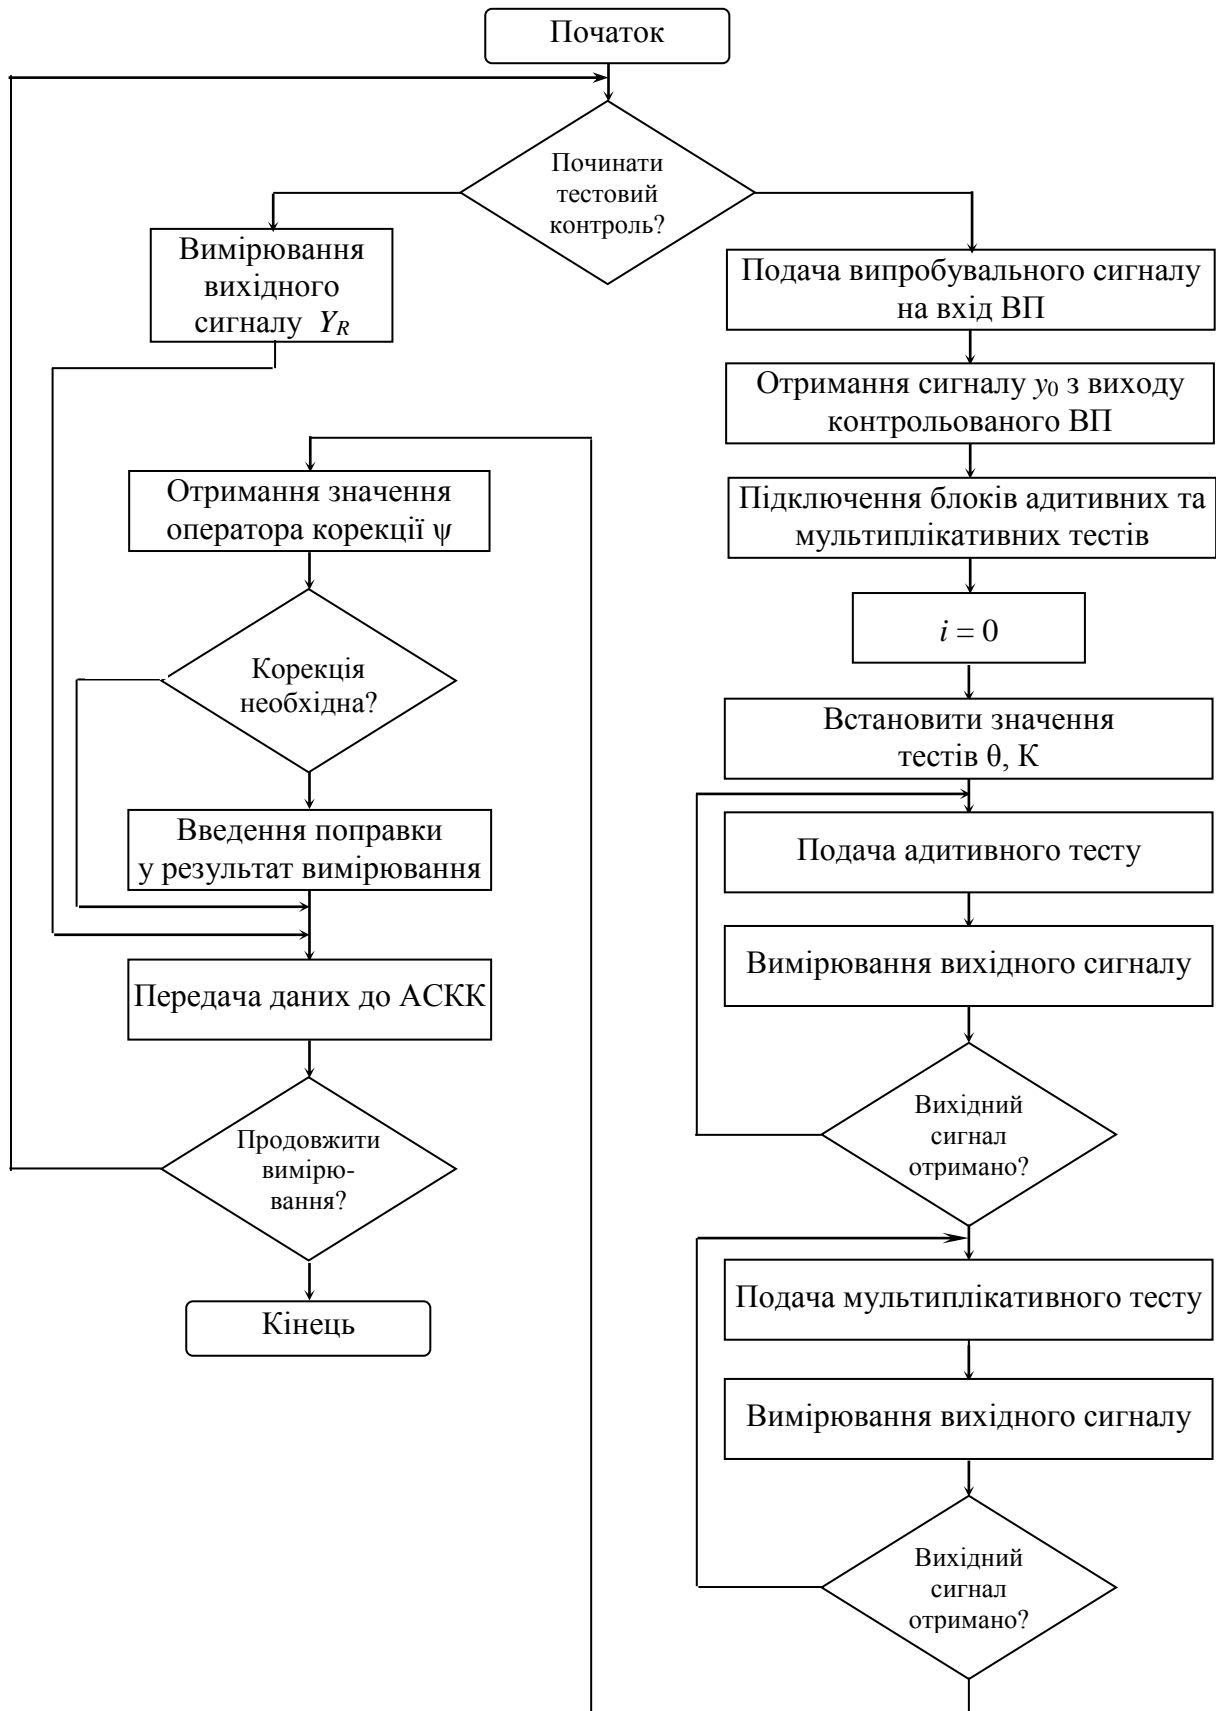 Початок
Починати
тестовий
контроль?
Вимірювання
вихідного
сигналу Y_R
Подача випробувального сигналу
на вхід ВП
Отримання сигналу y₀ з виходу
контрольованого ВП
Підключення блоків адитивних та
мультиплікативних тестів
i = 0
Встановити значення
тестів θ, К
Подача адитивного тесту
Вимірювання вихідного сигналу
Вихідний
сигнал
отримано?
Подача мультиплікативного тесту
Вимірювання вихідного сигналу
Вихідний
сигнал
отримано?
Отримання значення
оператора корекції ψ
Корекція
необхідна?
Введення поправки
у результат вимірювання
Передача даних до АСКК
Продовжити
вимірю-
вання?
Кінець